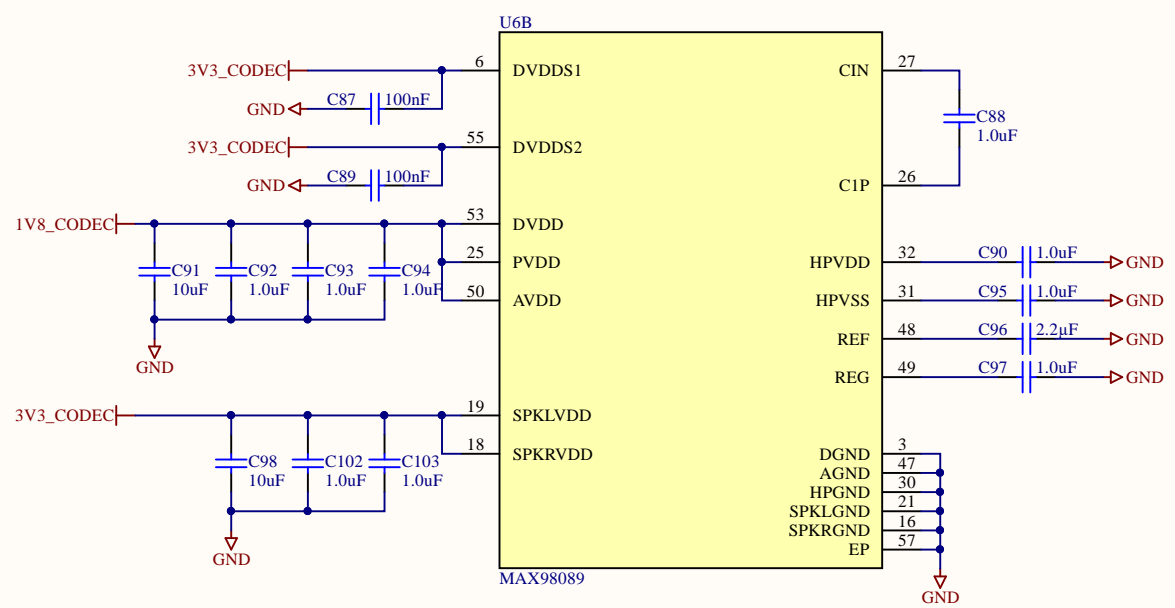 U6B
3V3_CODEC 6 DVDDS1 CIN 27
GND C87 100nF
C88
1.0uF
3V3_CODEC 55 DVDDS2
GND C89 100nF C1P 26
1V8_CODEC 53 DVDD
25 PVDD HPVDD 32 C90 1.0uF GND
C91 C92 C93 C94
10uF 1.0uF 1.0uF 1.0uF
50 AVDD HPVSS 31 C95 1.0uF GND
REF 48 C96 2.2µF GND
GND
REG 49 C97 1.0uF GND
3V3_CODEC 19 SPKLVDD
18 SPKRVDD DGND 3
C98 C102 C103 AGND 47
10uF 1.0uF 1.0uF
HPGND 30
SPKLGND 21
SPKRGND 16
EP 57
GND
MAX98089
GND